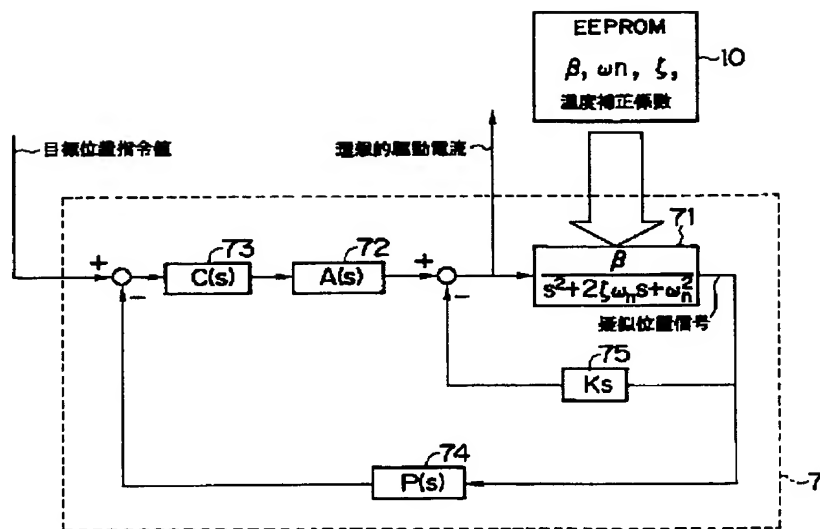 EEPROM
β, ωn, ζ,
温度補正係数
10
目標位置指令値
理想的駆動電流
71
73
72
+
C(s)
A(s)
+
β
−
−
s²+2ζωₙs+ωₙ²
疑似位置信号
75
Ks
74
P(s)
7